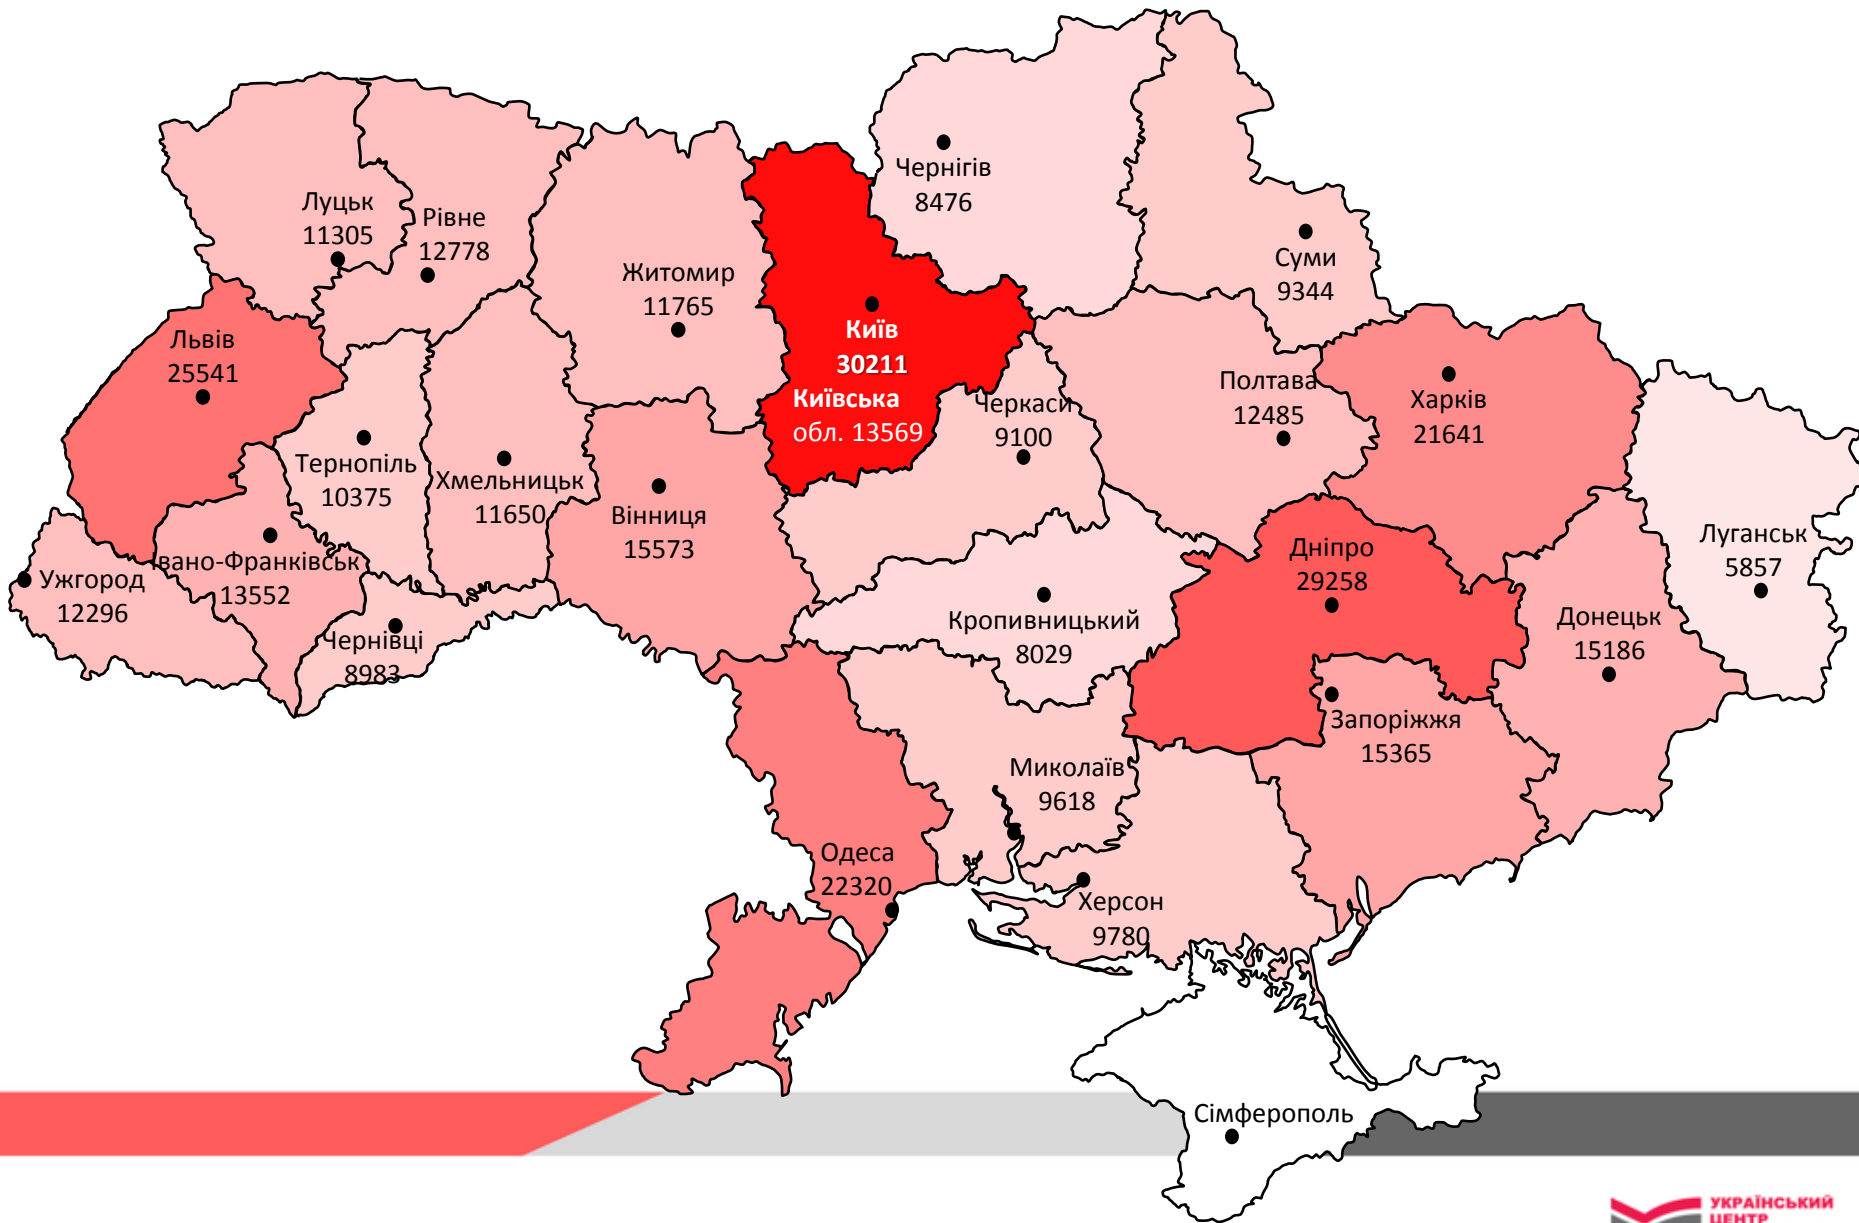 Чернігів
8476
Луцьк
11305
Рівне
12778
Суми
9344
Житомир
11765
Київ
30211
Київська
обл. 13569
Львів
25541
Полтава
12485
Харків
21641
Черкаси
9100
Тернопіль
10375
Хмельницьк
11650
Вінниця
15573
Луганськ
5857
Дніпро
29258
Івано-Франківськ
13552
Ужгород
12296
Кропивницький
8029
Донецьк
15186
Чернівці
8983
Запоріжжя
15365
Миколаїв
9618
Одеса
22320
Херсон
9780
Сімферополь
УКРАЇНСЬКИЙ
ЦЕНТР